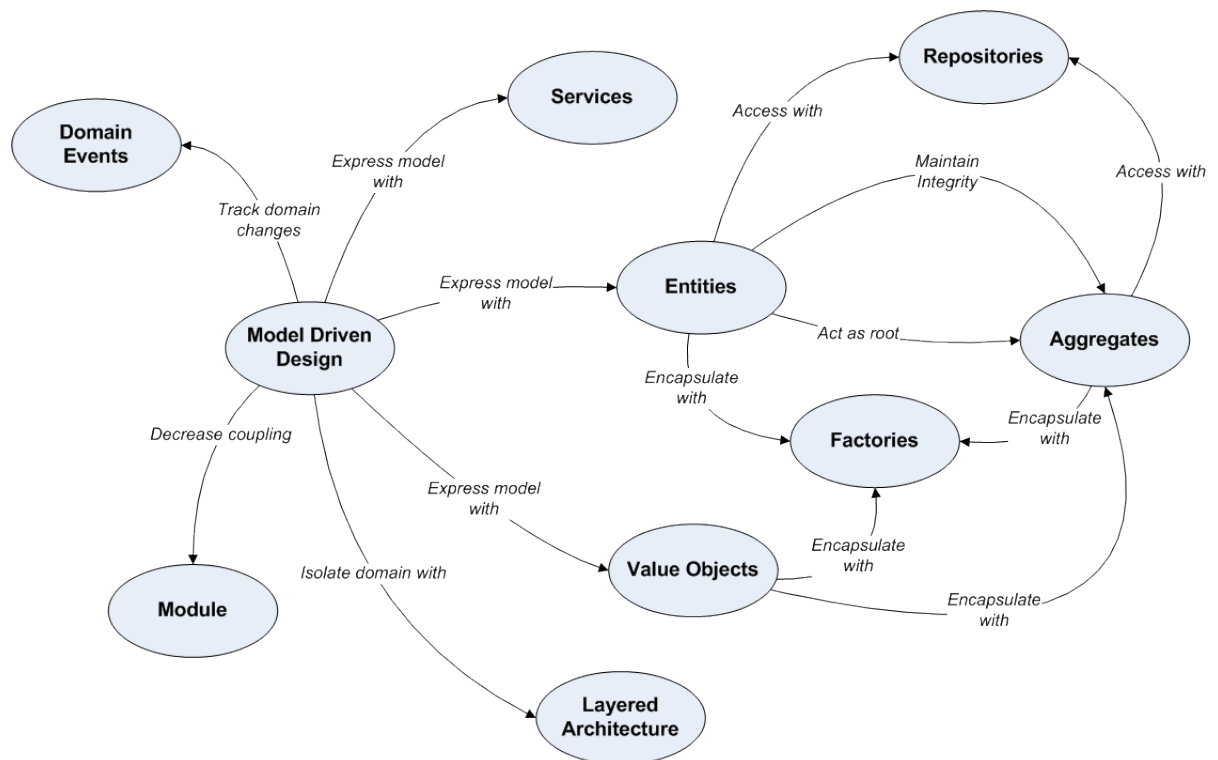 Repositories
Services
Access with
Domain
Events
Express model
with
Maintain
Integrity
Access with
Track domain
changes
Entities
Express model
with
Model Driven
Design
Act as root
Aggregates
Encapsulate
with
Decrease coupling
Factories
Encapsulate
with
Express model
with
Encapsulate
with
Isolate domain with
Value Objects
Module
Encapsulate
with
Layered
Architecture